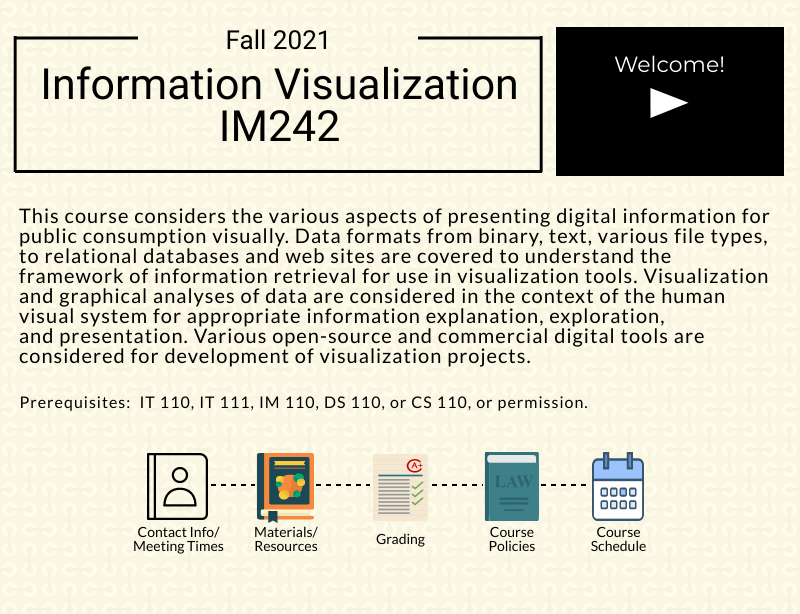 Fall 2021
Information Visualization
IM242
Welcome!
This course considers the various aspects of presenting digital information for
public consumption visually. Data formats from binary, text, various file types,
to relational databases and web sites are covered to understand the
framework of information retrieval for use in visualization tools. Visualization
and graphical analyses of data are considered in the context of the human
visual system for appropriate information explanation, exploration,
and presentation. Various open-source and commercial digital tools are
considered for development of visualization projects.
Prerequisites: IT 110, IT 111, IM 110, DS 110, or CS 110, or permission.
A+
LAW
Contact Info/
Meeting Times
Materials/
Resources
Grading
Course
Policies
Course
Schedule